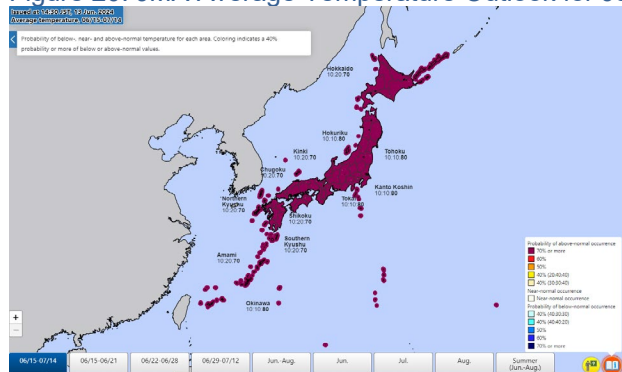 Issued at 14:30 JST, 13 Jun 2024
Average temperature, 06/15-07/14
Probability of below-, near- and above-normal temperature for each area. Coloring indicates a 40%
probability or more of below or above-normal values.
Hokkaido
10:20:70
Hokuriku
10:10:80
Tohoku
10:10:80
Kinki
10:20:70
Chugoku
10:20:70
Kanto Koshin
10:10:80
Northern
Kyushu
10:20:70
Shikoku
10:20:70
Southern
Kyushu
10:20:70
Amami
10:20:70
Okinawa
10:10:80
Probability of above-normal occurrence
70% or more
60%
50%
40% (20:40:40)
40% (30:30:40)
Near-normal occurrence
Near-normal occurrence
Probability of below-normal occurrence
40% (40:30:30)
40% (40:40:20)
50%
60%
70% or more
+
−
06/15-07/14
06/15-06/21
06/22-06/28
06/29-07/12
Jun.-Aug.
Jun.
Jul.
Aug.
Summer
(Jun.-Aug.)